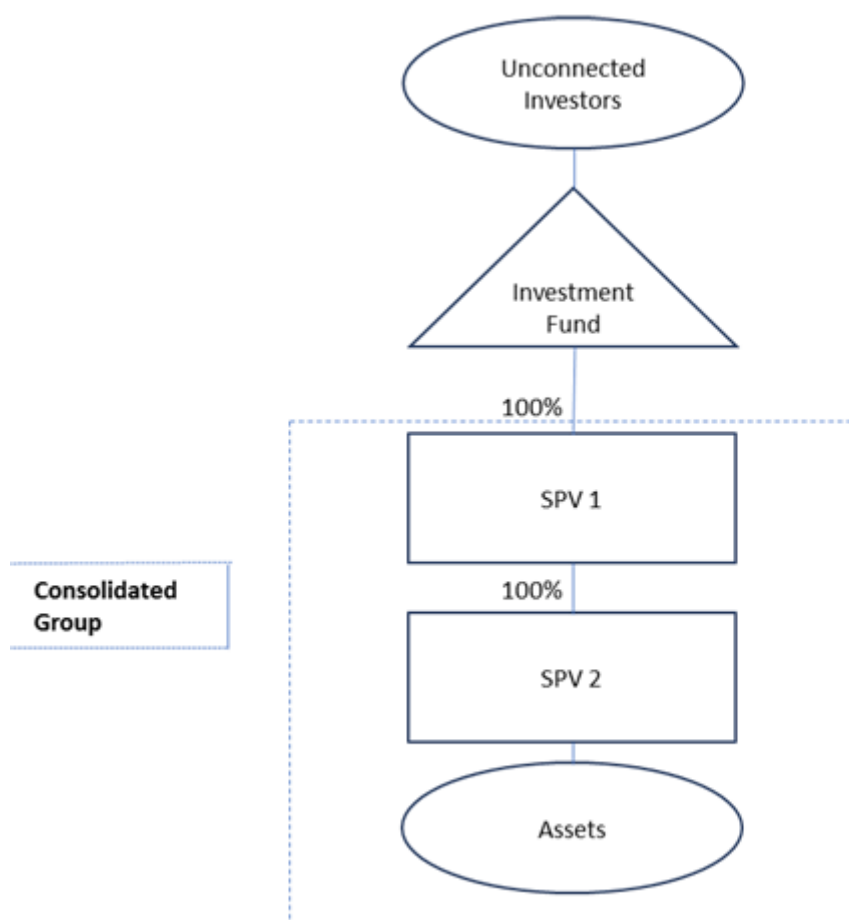 Unconnected
Investors
Investment
Fund
100%
SPV 1
100%
Consolidated
Group
SPV 2
Assets